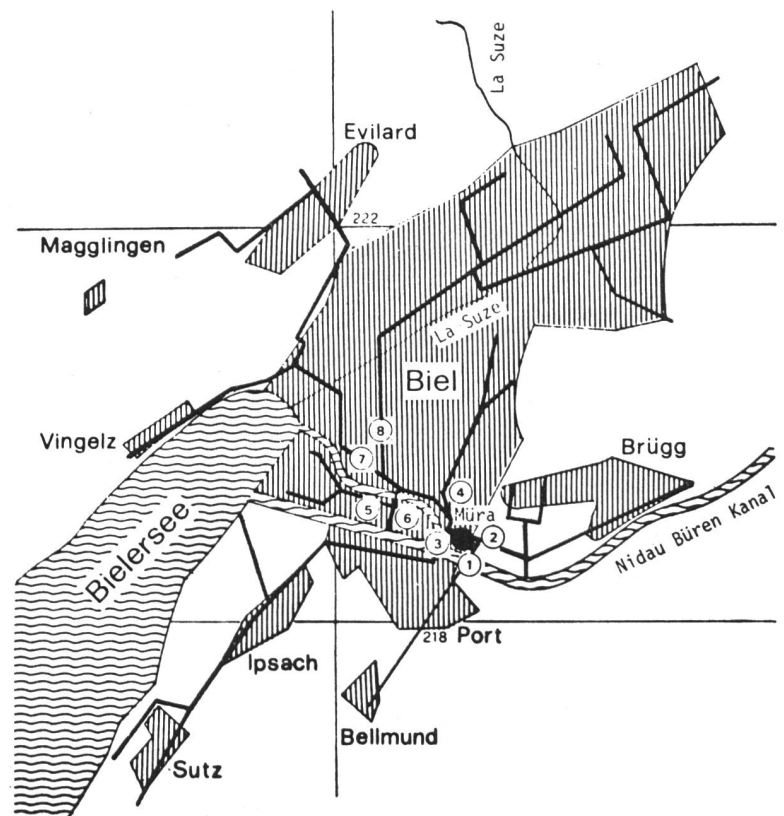 La Suze
Evilard
222
Magglingen
La Suze
Biel
Vingelz
8
7
Brügg
4
5
6
Müra
3
2
1
Bielersee
Nidau Büren Kanal
218 Port
Ipsach
Bellmund
Sutz